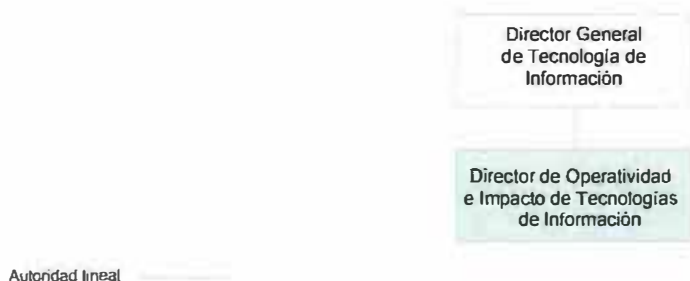 Director General
de Tecnología de
Información
Director de Operatividad
e Impacto de Tecnologías
de Información
Autoridad lineal